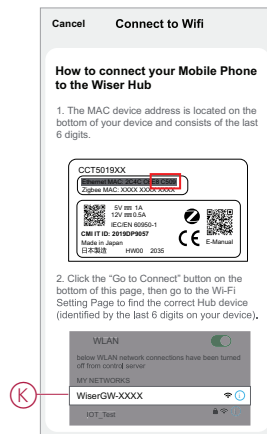 Cancel Connect to Wifi
How to connect your Mobile Phone
to the Wiser Hub
1. The MAC device address is located on the
bottom of your device and consists of the last
6 digits.
CCT5019XX
Ethernet MAC: 2C4C C6E8 C509
Zigbee MAC: XXXX XXXX XXXX
5V 1A
12V 0.5A
IEC/EN 60950-1
CMI IT ID: 2019DP9057
Made in Japan
日本製造 HW00 2035
CE
E-Manual
2. Click the "Go to Connect" button on the
bottom of this page, then go to the Wi-Fi
Setting Page to find the correct Hub device
(identified by the last 6 digits on your device).
WLAN
below WLAN network connections have been turned
off from control server
MY NETWORKS
K WiserGW-XXXX
IOT_Test